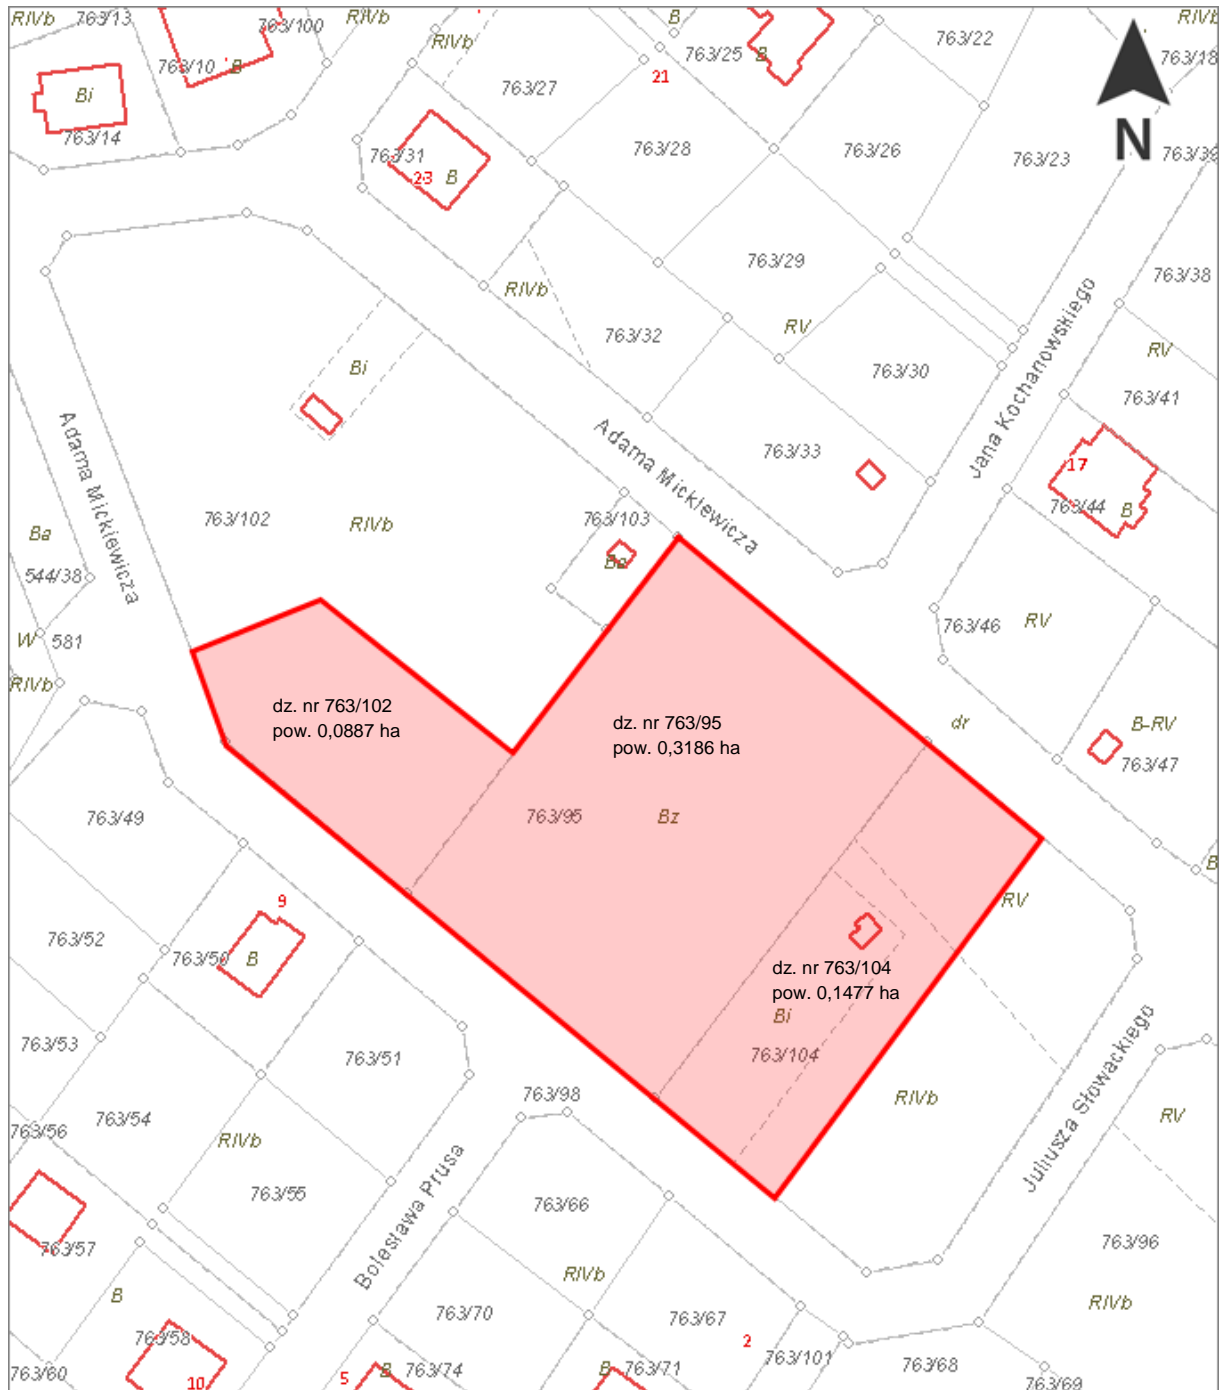 RIVb
763/13
763/100
RIVb
B
RIVb
RIVb
763/10
B
763/25
B
763/22
763/18
21
763/27
Bi
763/14
N
763/31
23
B
763/28
763/26
763/23
763/39
RIVb
763/29
763/38
RV
763/32
RV
763/30
Jana Kochanowskiego
763/41
Bi
Adama Mickiewicza
Adama Mickiewicza
763/33
17
763/44
B
763/102
RIVb
763/103
Ba
Ba
544/38
W
581
RIVb
763/46
RV
dz. nr 763/102
pow. 0,0887 ha
dz. nr 763/95
pow. 0,3186 ha
dr
B-RV
763/47
763/49
763/95
Bz
B
9
RV
763/52
763/50
B
dz. nr 763/104
pow. 0,1477 ha
Bi
763/104
763/53
763/51
763/98
RIVb
Juliusza Słowackiego
RV
763/56
763/54
RIVb
763/55
Bolesława Prusa
763/66
763/57
763/96
B
RIVb
RIVb
763/58
763/70
763/67
2
763/60
10
5
B
763/74
B
763/71
763/101
763/68
763/69